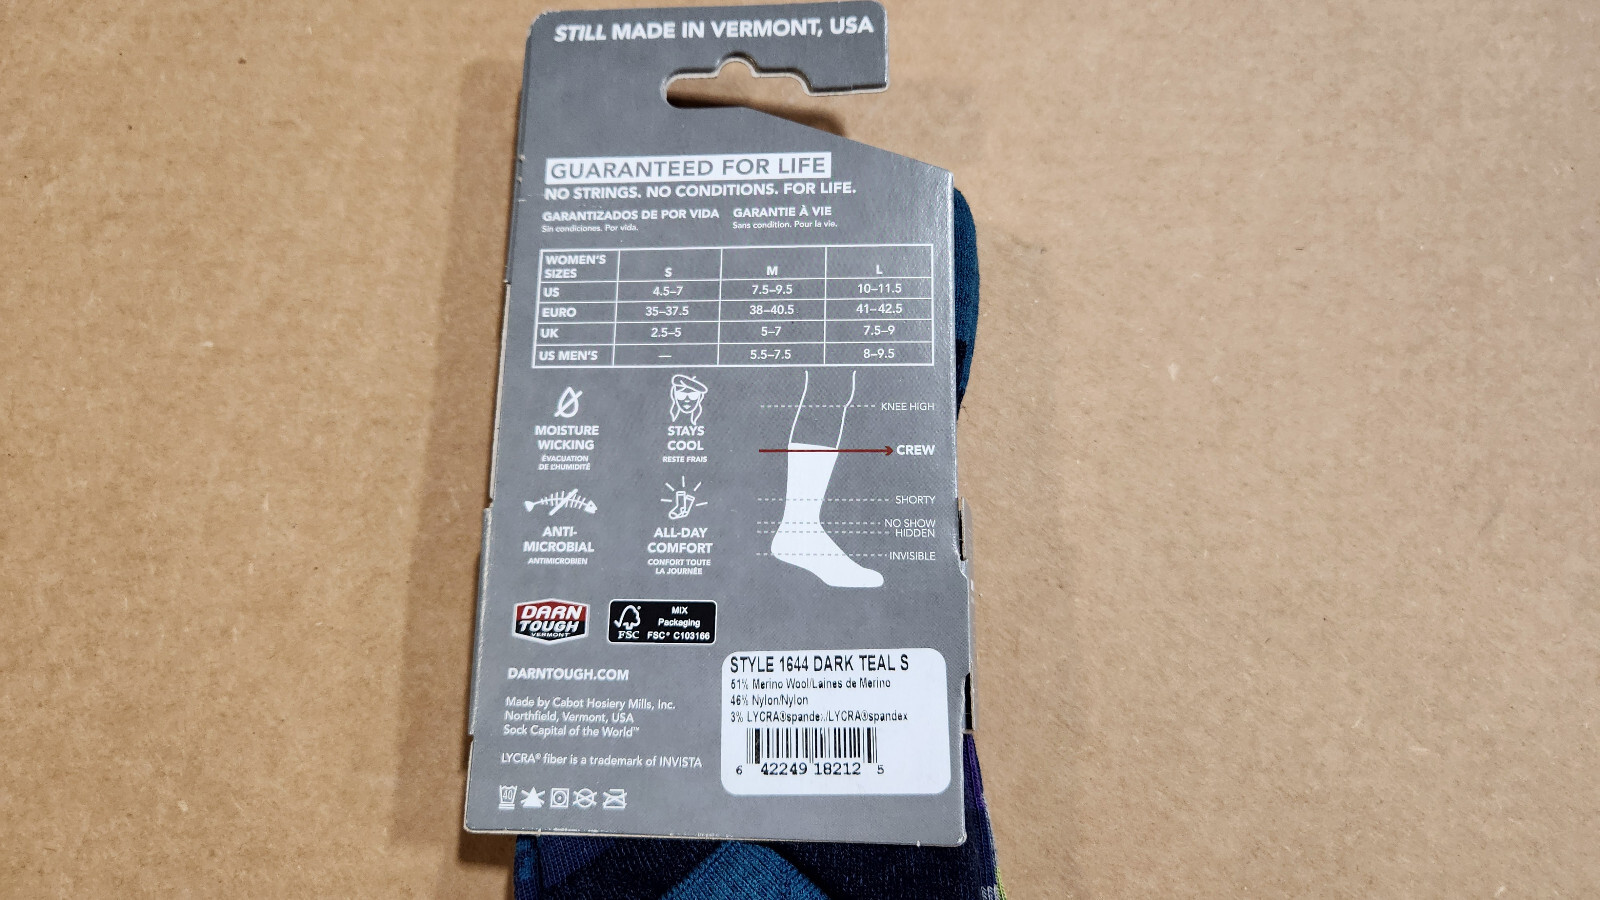 STILL MADE IN VERMONT, USA
GUARANTEED FOR LIFE
NO STRINGS. NO CONDITIONS. FOR LIFE.
GARANTIZADOS DE POR VIDA GARANTIE À VIE
Sin condiciones. Por vida. Sans condition. Pour la vie.
WOMEN'S SIZES S M L
US 4.5–7 7.5–9.5 10–11.5
EURO 35–37.5 38–40.5 41–42.5
UK 2.5–5 5–7 7.5–9
US MEN'S — 5.5–7.5 8–9.5
MOISTURE
WICKING
ÉVACUATION
DE L'HUMIDITÉ
STAYS
COOL
RESTE FRAIS
ANTI-
MICROBIAL
ANTIMICROBIEN
ALL-DAY
COMFORT
CONFORT TOUTE
LA JOURNÉE
KNEE HIGH
CREW
SHORTY
NO SHOW
HIDDEN
INVISIBLE
DARN
TOUGH
VERMONT
FSC
MIX
Packaging
FSC® C103166
DARNTOUGH.COM
Made by Cabot Hosiery Mills, Inc.
Northfield, Vermont, USA
Sock Capital of the World™
LYCRA® fiber is a trademark of INVISTA
40
STYLE 1644 DARK TEAL S
51% Merino Wool/Laines de Merino
46% Nylon/Nylon
3% LYCRA®spandex/LYCRA®spandex
6 42249 18212 5